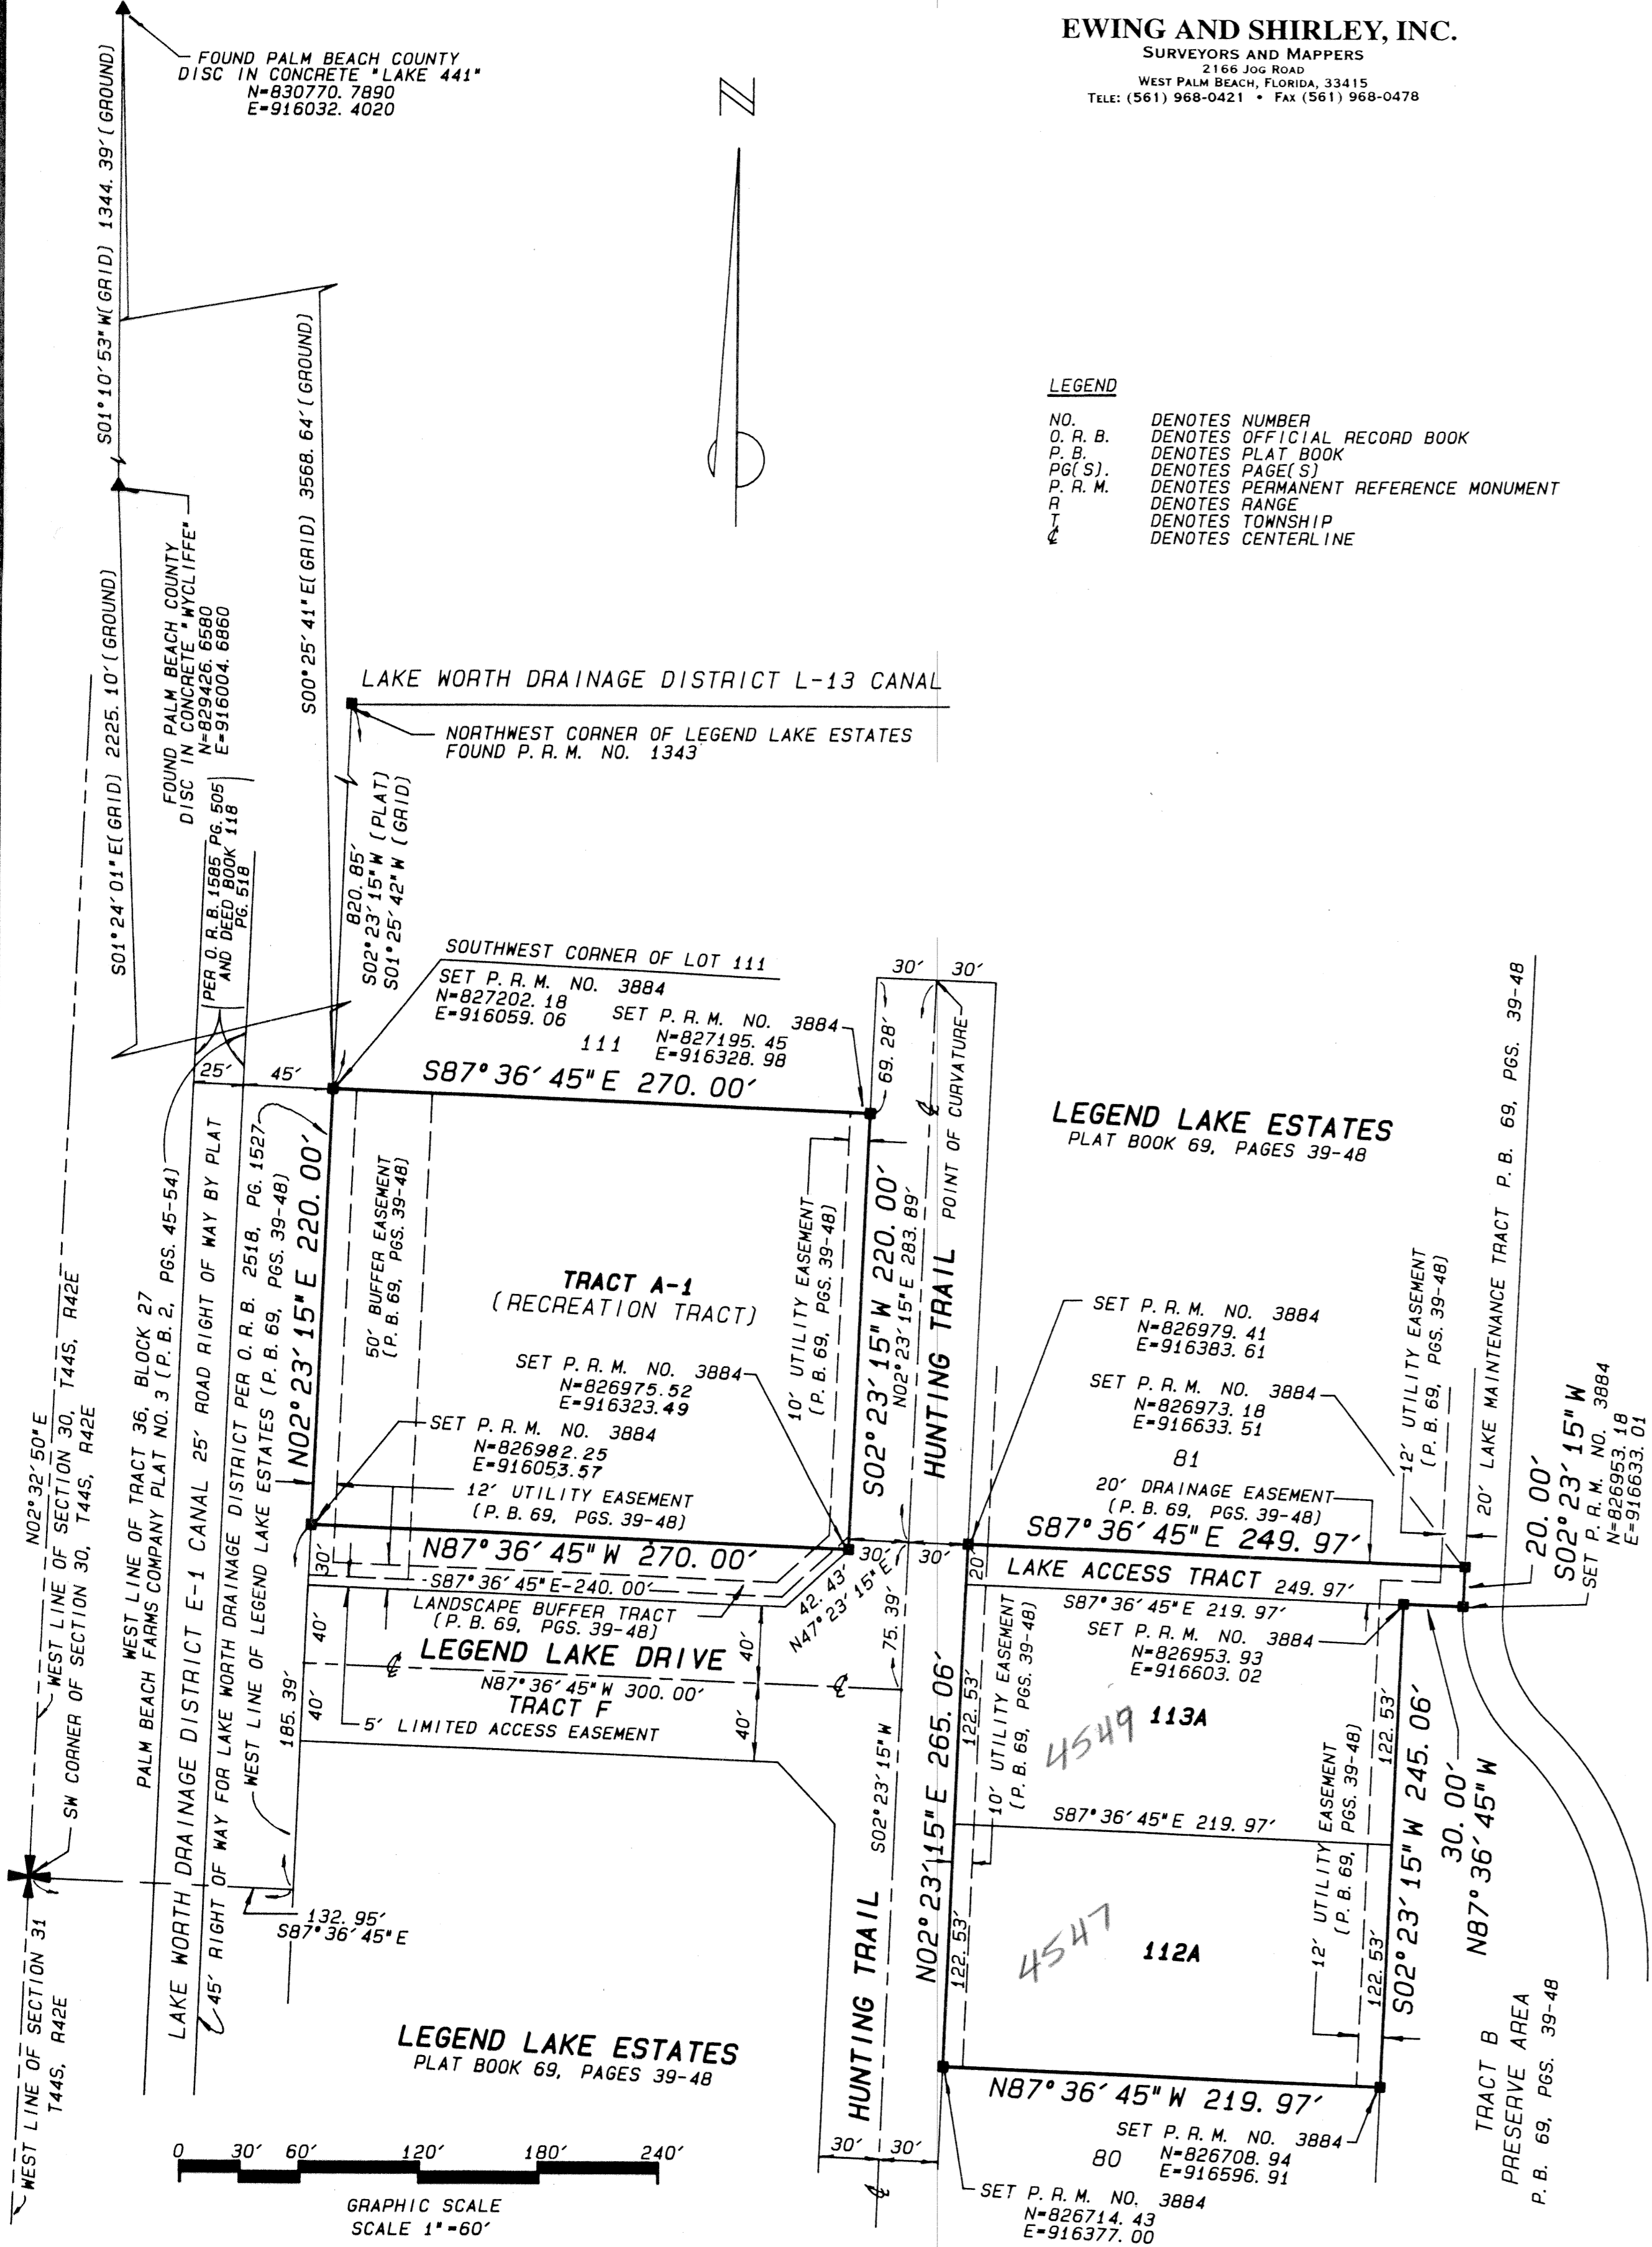 EWING AND SHIRLEY, INC.
SURVEYORS AND MAPPERS
2166 JOG ROAD
WEST PALM BEACH, FLORIDA, 33415
TELE: (561) 968-0421 • FAX (561) 968-0478
FOUND PALM BEACH COUNTY
DISC IN CONCRETE "LAKE 441"
N=830770.7890
E=916032.4020
N
S01°10'53"W(GRID) 1344.39'(GROUND)
S00°25'41"E(GRID) 3568.64'(GROUND)
LEGEND
NO. DENOTES NUMBER
O.R.B. DENOTES OFFICIAL RECORD BOOK
P.B. DENOTES PLAT BOOK
PG(S). DENOTES PAGE(S)
P.R.M. DENOTES PERMANENT REFERENCE MONUMENT
R DENOTES RANGE
T DENOTES TOWNSHIP
℄ DENOTES CENTERLINE
S01°24'01"E(GRID) 2225.10'(GROUND)
FOUND PALM BEACH COUNTY
DISC IN CONCRETE "WYCLIFFE"
N=829426.6580
E=916004.6860
LAKE WORTH DRAINAGE DISTRICT L-13 CANAL
NORTHWEST CORNER OF LEGEND LAKE ESTATES
FOUND P.R.M. NO. 1343
PER O.R.B. 1585 PG. 505
AND DEED BOOK 118
PG. 518
820.85'
S02°23'15"W (PLAT)
S01°25'42"W (GRID)
SOUTHWEST CORNER OF LOT 111
SET P.R.M. NO. 3884
N=827202.18
E=916059.06
SET P.R.M. NO. 3884
N=827195.45
E=916328.98
111
30' 30'
69.28'
POINT OF CURVATURE
25' 45'
S87°36'45"E 270.00'
LEGEND LAKE ESTATES
PLAT BOOK 69, PAGES 39-48
20' LAKE MAINTENANCE TRACT P.B. 69, PGS. 39-48
N02°32'50"E
WEST LINE OF SECTION 30, T44S, R42E
SW CORNER OF SECTION 30, T44S, R42E
WEST LINE OF TRACT 36, BLOCK 27
PALM BEACH FARMS COMPANY PLAT NO.3 (P.B.2, PGS. 45-54)
LAKE WORTH DRAINAGE DISTRICT E-1 CANAL 25' ROAD RIGHT OF WAY BY PLAT
45' RIGHT OF WAY FOR LAKE WORTH DRAINAGE DISTRICT PER O.R.B. 2518, PG. 1527
WEST LINE OF LEGEND LAKE ESTATES (P.B. 69, PGS. 39-48)
N02°23'15"E 220.00'
50' BUFFER EASEMENT
(P.B. 69, PGS. 39-48)
TRACT A-1
(RECREATION TRACT)
10' UTILITY EASEMENT
(P.B. 69, PGS. 39-48)
S02°23'15"W 220.00'
N02°23'15"E 283.89'
HUNTING TRAIL
℄
SET P.R.M. NO. 3884
N=826975.52
E=916323.49
SET P.R.M. NO. 3884
N=826982.25
E=916053.57
12' UTILITY EASEMENT
(P.B. 69, PGS. 39-48)
SET P.R.M. NO. 3884
N=826979.41
E=916383.61
SET P.R.M. NO. 3884
N=826973.18
E=916633.51
81
20' DRAINAGE EASEMENT
(P.B. 69, PGS. 39-48)
12' UTILITY EASEMENT
(P.B. 69, PGS. 39-48)
20.00'
S02°23'15"W
SET P.R.M. NO. 3884
N=826953.18
E=916633.01
N87°36'45"W 270.00'
30'
S87°36'45"E-240.00'
LANDSCAPE BUFFER TRACT
(P.B. 69, PGS. 39-48)
30' 30'
42.43'
N47°23'15"E
75.39'
S87°36'45"E 249.97'
20'
LAKE ACCESS TRACT 249.97'
S87°36'45"E 219.97'
SET P.R.M. NO. 3884
N=826953.93
E=916603.02
40'
LEGEND LAKE DRIVE
40'
℄
N87°36'45"W 300.00'
℄
TRACT F
40'
40'
5' LIMITED ACCESS EASEMENT
185.39'
132.95'
S87°36'45"E
WEST LINE OF SECTION 31
T44S, R42E
S02°23'15"W
HUNTING TRAIL
N02°23'15"E 265.06'
122.53'
10' UTILITY EASEMENT
(P.B. 69, PGS. 39-48)
4549
113A
122.53'
S87°36'45"E 219.97'
12' UTILITY EASEMENT
(P.B. 69, PGS. 39-48)
S02°23'15"W 245.06'
30.00'
N87°36'45"W
4547
112A
122.53'
122.53'
N87°36'45"W 219.97'
TRACT B
PRESERVE AREA
P.B. 69, PGS. 39-48
LEGEND LAKE ESTATES
PLAT BOOK 69, PAGES 39-48
30' 30'
℄
80
SET P.R.M. NO. 3884
N=826708.94
E=916596.91
SET P.R.M. NO. 3884
N=826714.43
E=916377.00
0 30' 60' 120' 180' 240'
GRAPHIC SCALE
SCALE 1"=60'